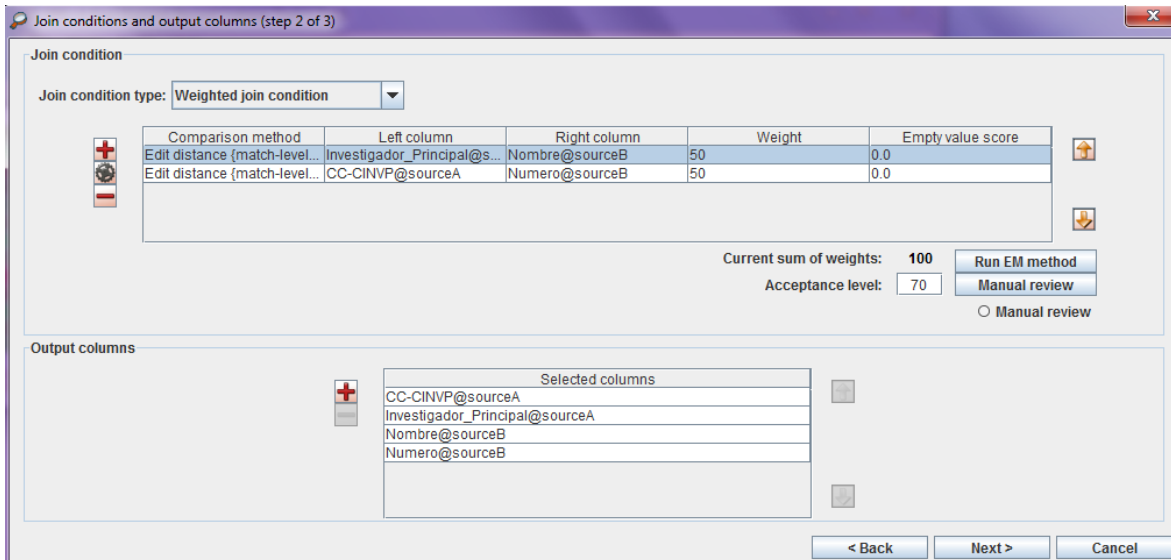 Join conditions and output columns (step 2 of 3)
Join condition
Join condition type: Weighted join condition
Comparison method Left column Right column Weight Empty value score
Edit distance {match-level... Investigador_Principal@s... Nombre@sourceB 50 0.0
Edit distance {match-level... CC-CINVP@sourceA Numero@sourceB 50 0.0
Current sum of weights: 100 Run EM method
Acceptance level: 70 Manual review
Manual review
Output columns
Selected columns
CC-CINVP@sourceA
Investigador_Principal@sourceA
Nombre@sourceB
Numero@sourceB
< Back Next > Cancel